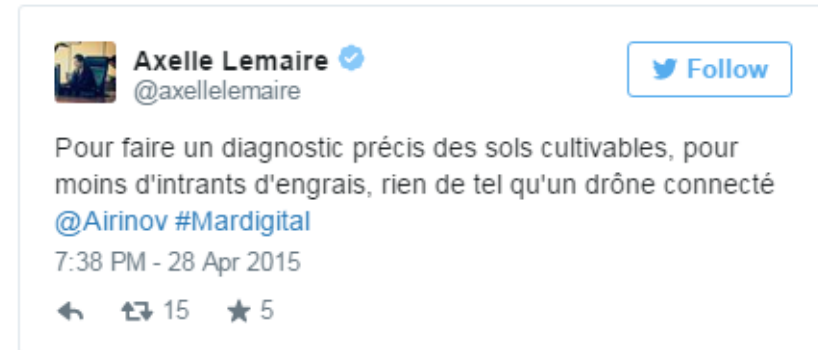 Axelle Lemaire
@axellelemaire
Follow
Pour faire un diagnostic précis des sols cultivables, pour
moins d'intrants d'engrais, rien de tel qu'un drône connecté
@Airinov #Mardigital
7:38 PM - 28 Apr 2015
15 5